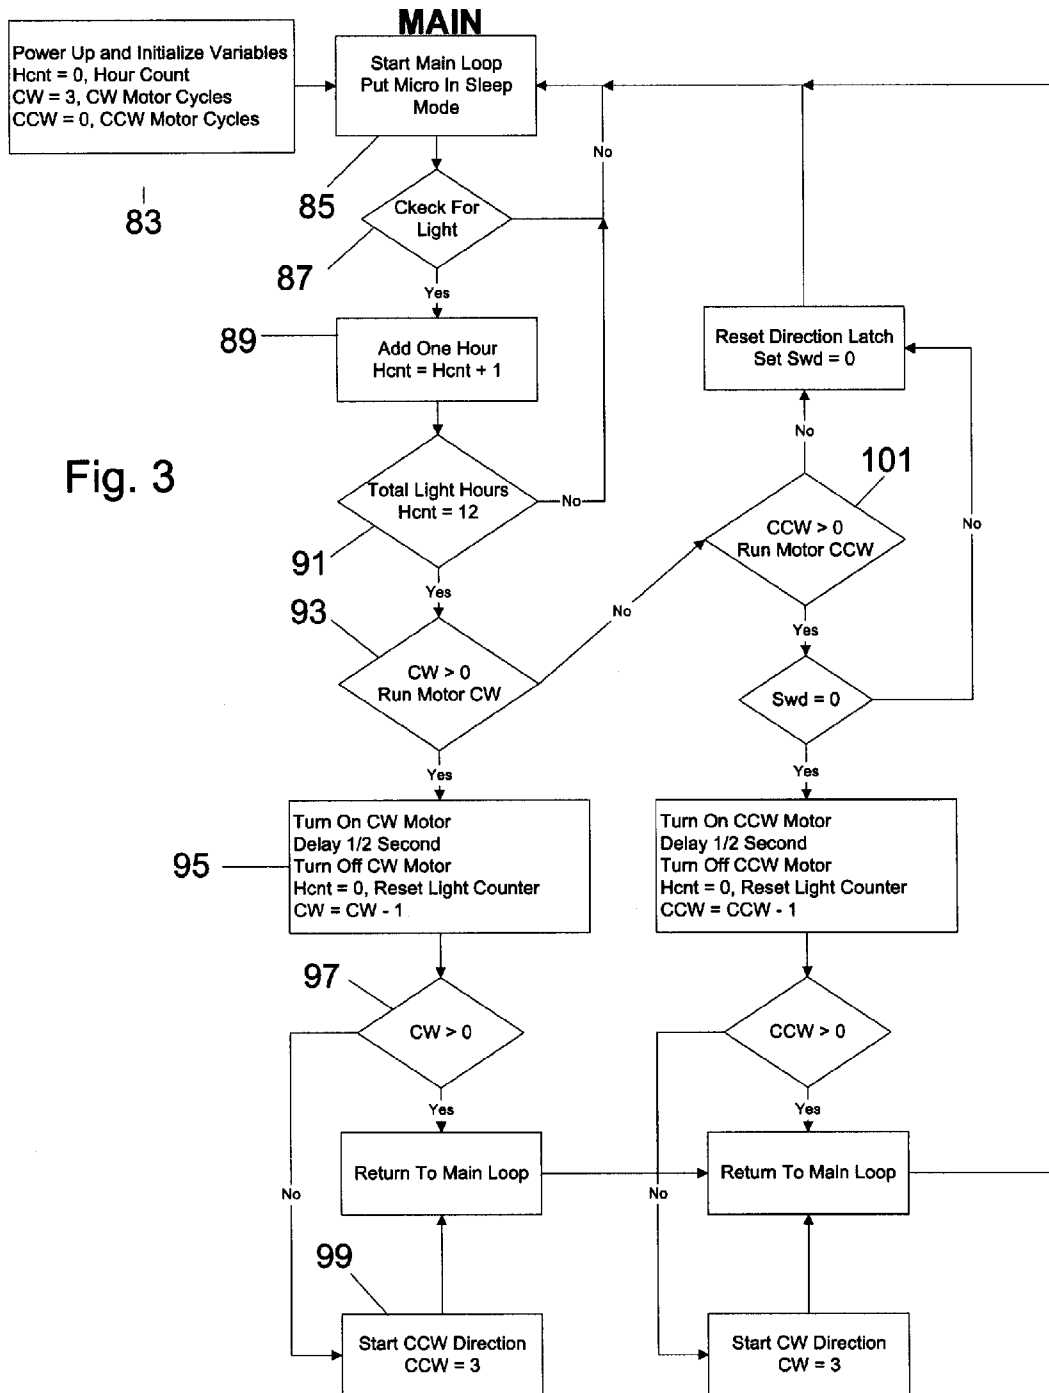 MAIN
Power Up and Initialize Variables
Hcnt = 0, Hour Count
CW = 3, CW Motor Cycles
CCW = 0, CCW Motor Cycles
83
Start Main Loop
Put Micro In Sleep
Mode
85
No
Ckeck For
Light
87
Yes
89
Add One Hour
Hcnt = Hcnt + 1
Fig. 3
Total Light Hours
Hcnt = 12
No
91
Yes
93
CW > 0
Run Motor CW
No
Yes
95
Turn On CW Motor
Delay 1/2 Second
Turn Off CW Motor
Hcnt = 0, Reset Light Counter
CW = CW - 1
97
CW > 0
Yes
No
Return To Main Loop
99
Start CCW Direction
CCW = 3
Reset Direction Latch
Set Swd = 0
No
101
CCW > 0
Run Motor CCW
No
Yes
Swd = 0
Yes
Turn On CCW Motor
Delay 1/2 Second
Turn Off CCW Motor
Hcnt = 0, Reset Light Counter
CCW = CCW - 1
CCW > 0
Yes
No
Return To Main Loop
Start CW Direction
CW = 3